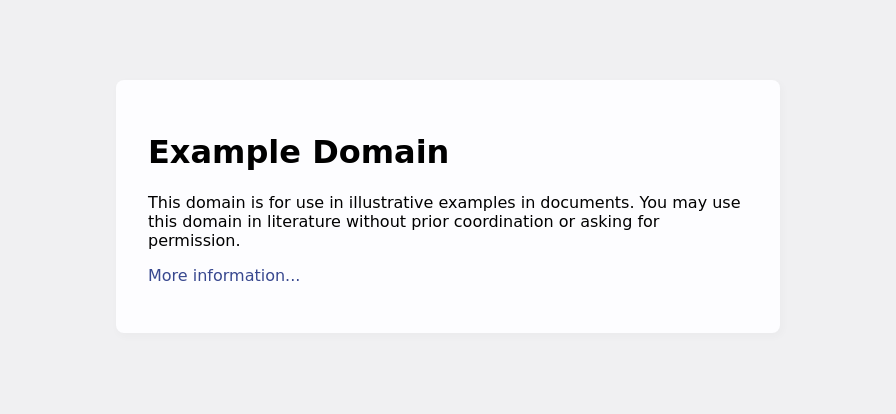 Example Domain
This domain is for use in illustrative examples in documents. You may use
this domain in literature without prior coordination or asking for
permission.
More information...